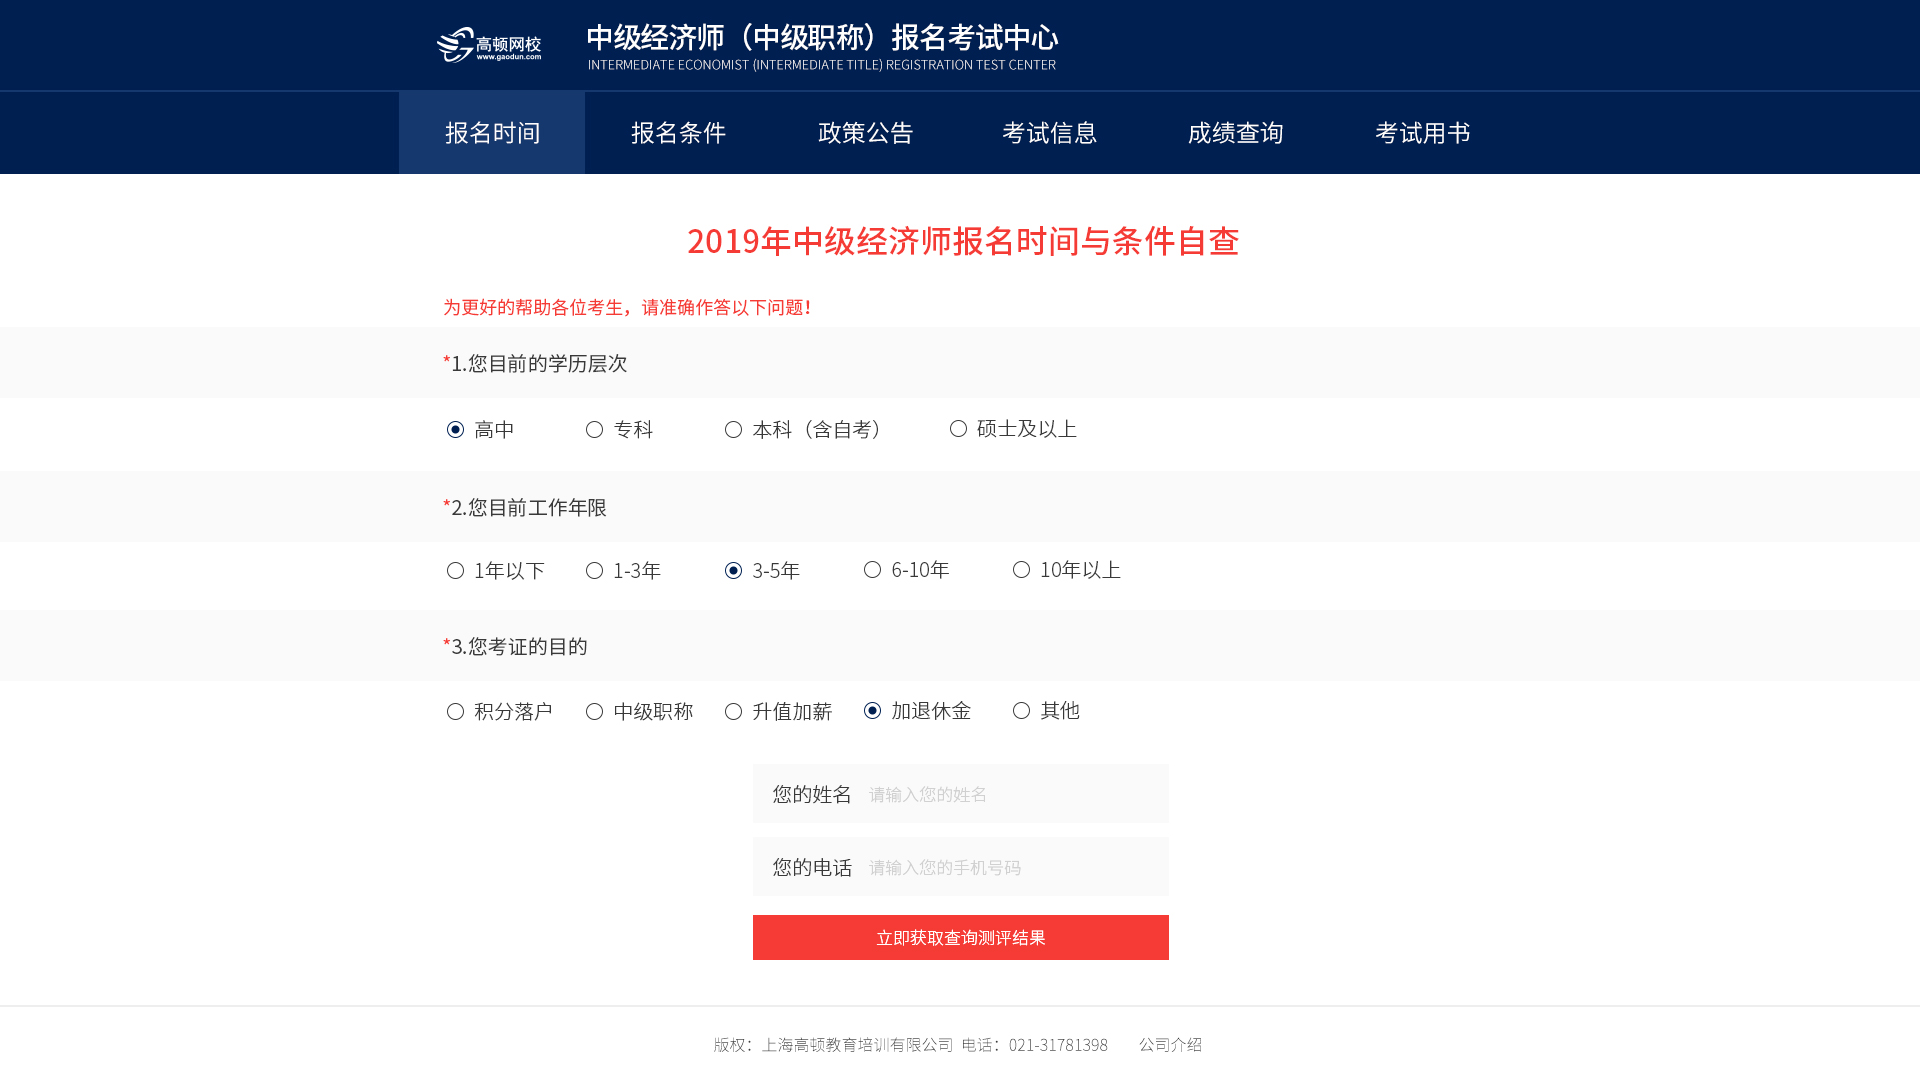 高顿网校
www.gaodun.com
中级经济师（中级职称）报名考试中心
INTERMEDIATE ECONOMIST (INTERMEDIATE TITLE) REGISTRATION TEST CENTER
报名时间 报名条件 政策公告 考试信息 成绩查询 考试用书
2019年中级经济师报名时间与条件自查
为更好的帮助各位考生，请准确作答以下问题！
*1.您目前的学历层次
高中 专科 本科（含自考） 硕士及以上
*2.您目前工作年限
1年以下 1-3年 3-5年 6-10年 10年以上
*3.您考证的目的
积分落户 中级职称 升值加薪 加退休金 其他
您的姓名 请输入您的姓名
您的电话 请输入您的手机号码
立即获取查询测评结果
版权：上海高顿教育培训有限公司 电话：021-31781398 公司介绍